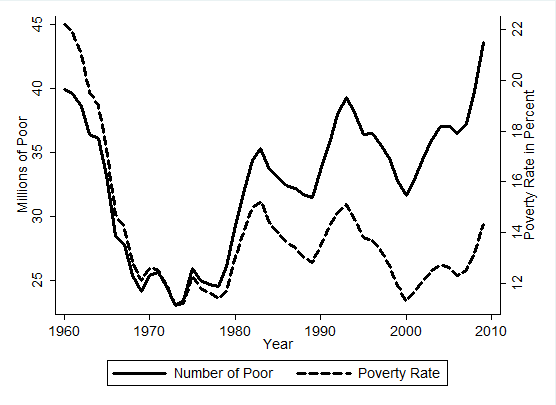 45
40
35
30
25
Millions of Poor
22
20
18
16
14
12
Poverty Rate in Percent
1960 1970 1980 1990 2000 2010
Year
Number of Poor Poverty Rate